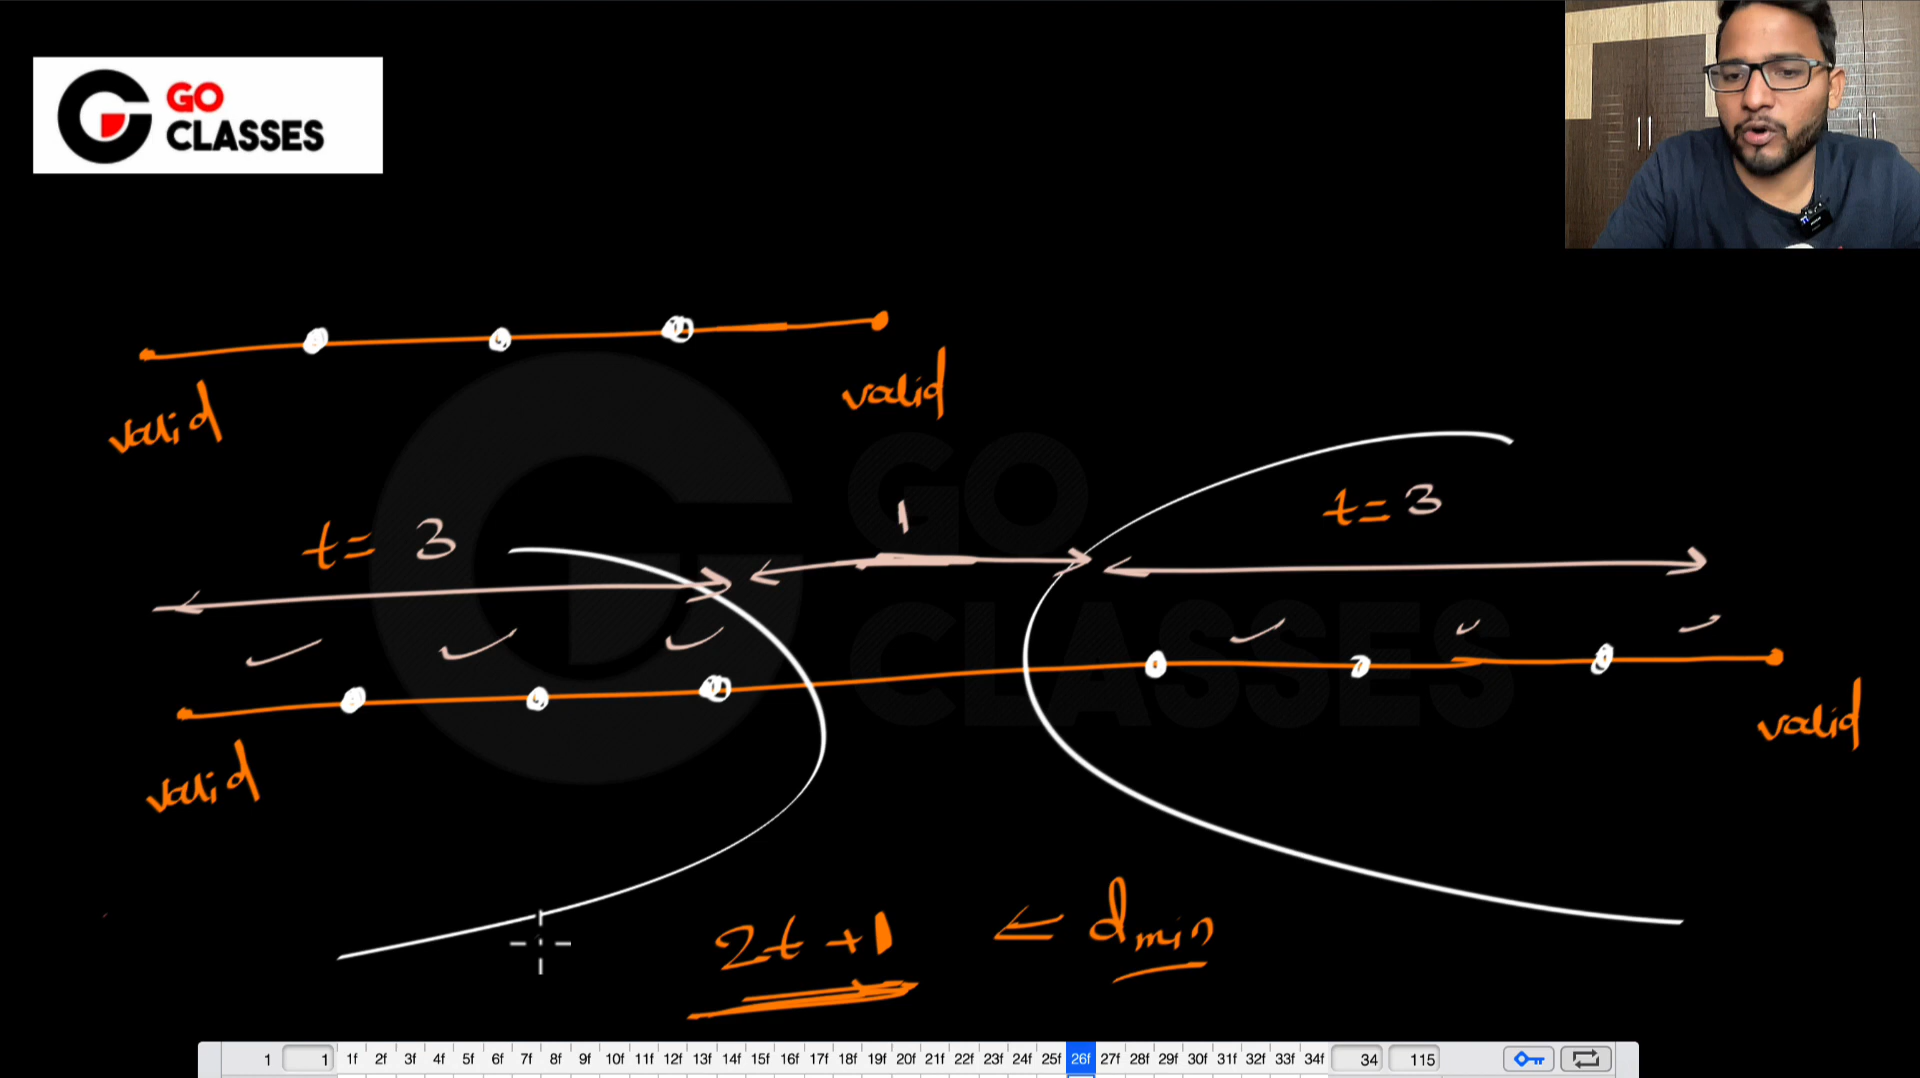 GO
CLASSES
valid
valid
t = 3
1
t = 3
valid
valid
2t + 1 ≤ dmin
GO
CLASSES
1 1 1f 2f 3f 4f 5f 6f 7f 8f 9f 10f 11f 12f 13f 14f 15f 16f 17f 18f 19f 20f 21f 22f 23f 24f 25f 26f 27f 28f 29f 30f 31f 32f 33f 34f 34 115